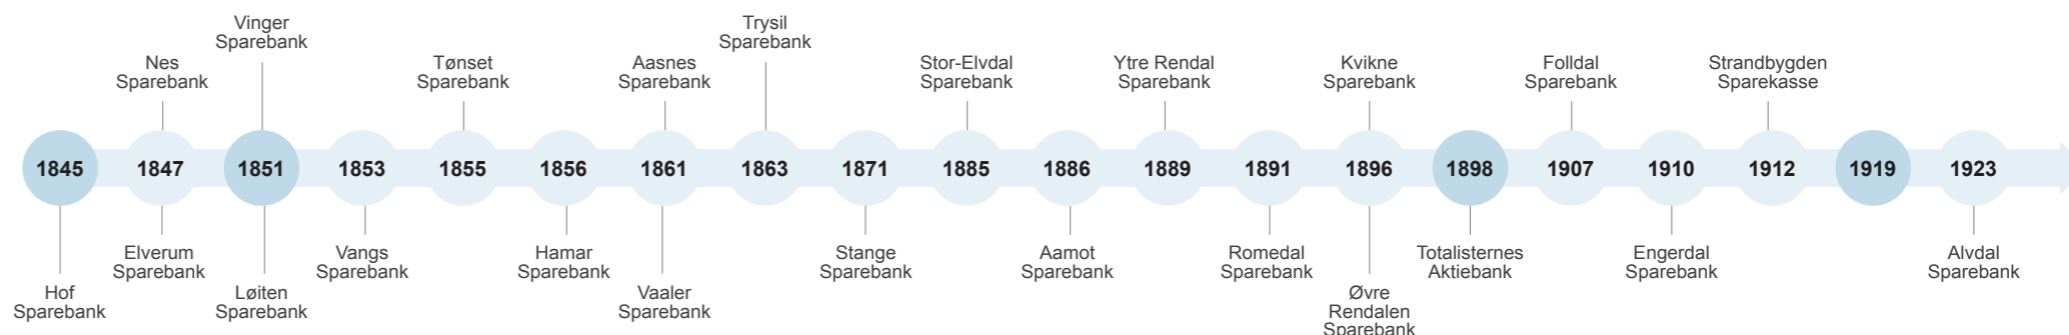 Vinger
Sparebank
Trysil
Sparebank
Nes
Sparebank
Tønset
Sparebank
Aasnes
Sparebank
Stor-Elvdal
Sparebank
Ytre Rendal
Sparebank
Kvikne
Sparebank
Folldal
Sparebank
Strandbygden
Sparekasse
1845
1847
1851
1853
1855
1856
1861
1863
1871
1885
1886
1889
1891
1896
1898
1907
1910
1912
1919
1923
Elverum
Sparebank
Vangs
Sparebank
Hamar
Sparebank
Stange
Sparebank
Aamot
Sparebank
Romedal
Sparebank
Totalisternes
Aktiebank
Engerdal
Sparebank
Alvdal
Sparebank
Hof
Sparebank
Løiten
Sparebank
Vaaler
Sparebank
Øvre
Rendalen
Sparebank